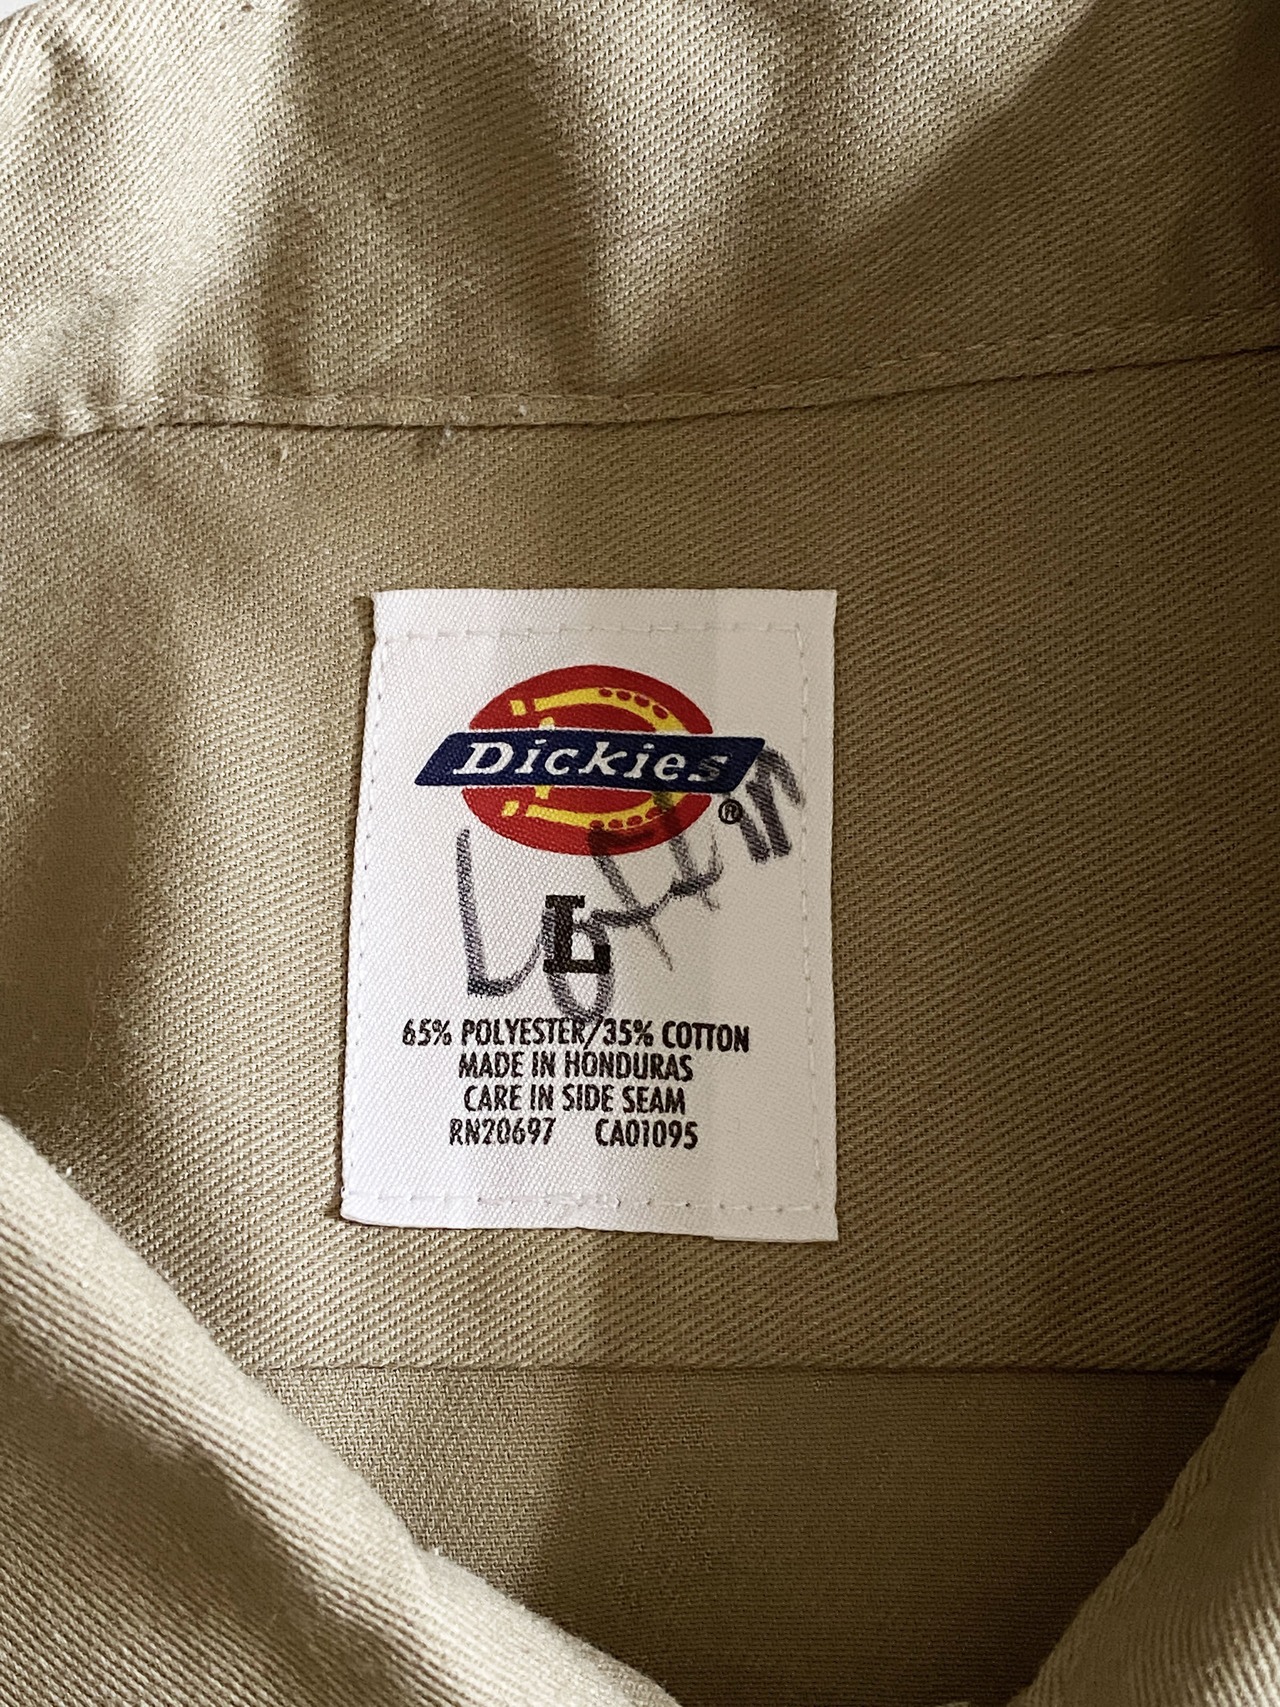 Dickies
®
L
65% POLYESTER/35% COTTON
MADE IN HONDURAS
CARE IN SIDE SEAM
RN20697 CA01095